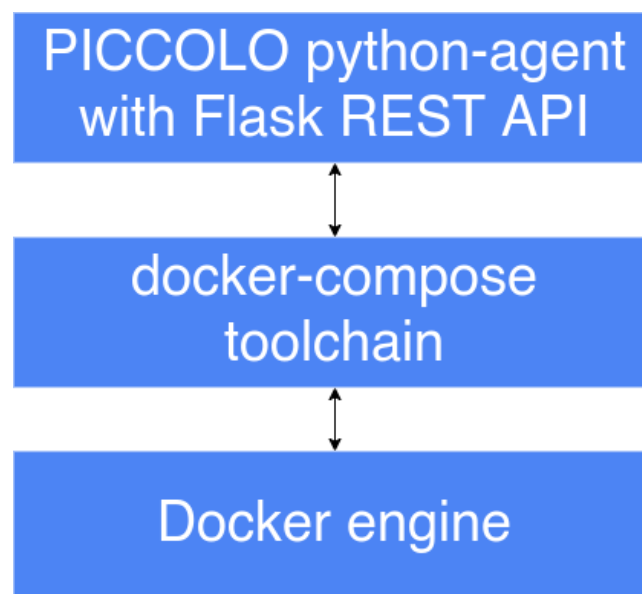 PICCOLO python-agent
with Flask REST API
docker-compose
toolchain
Docker engine